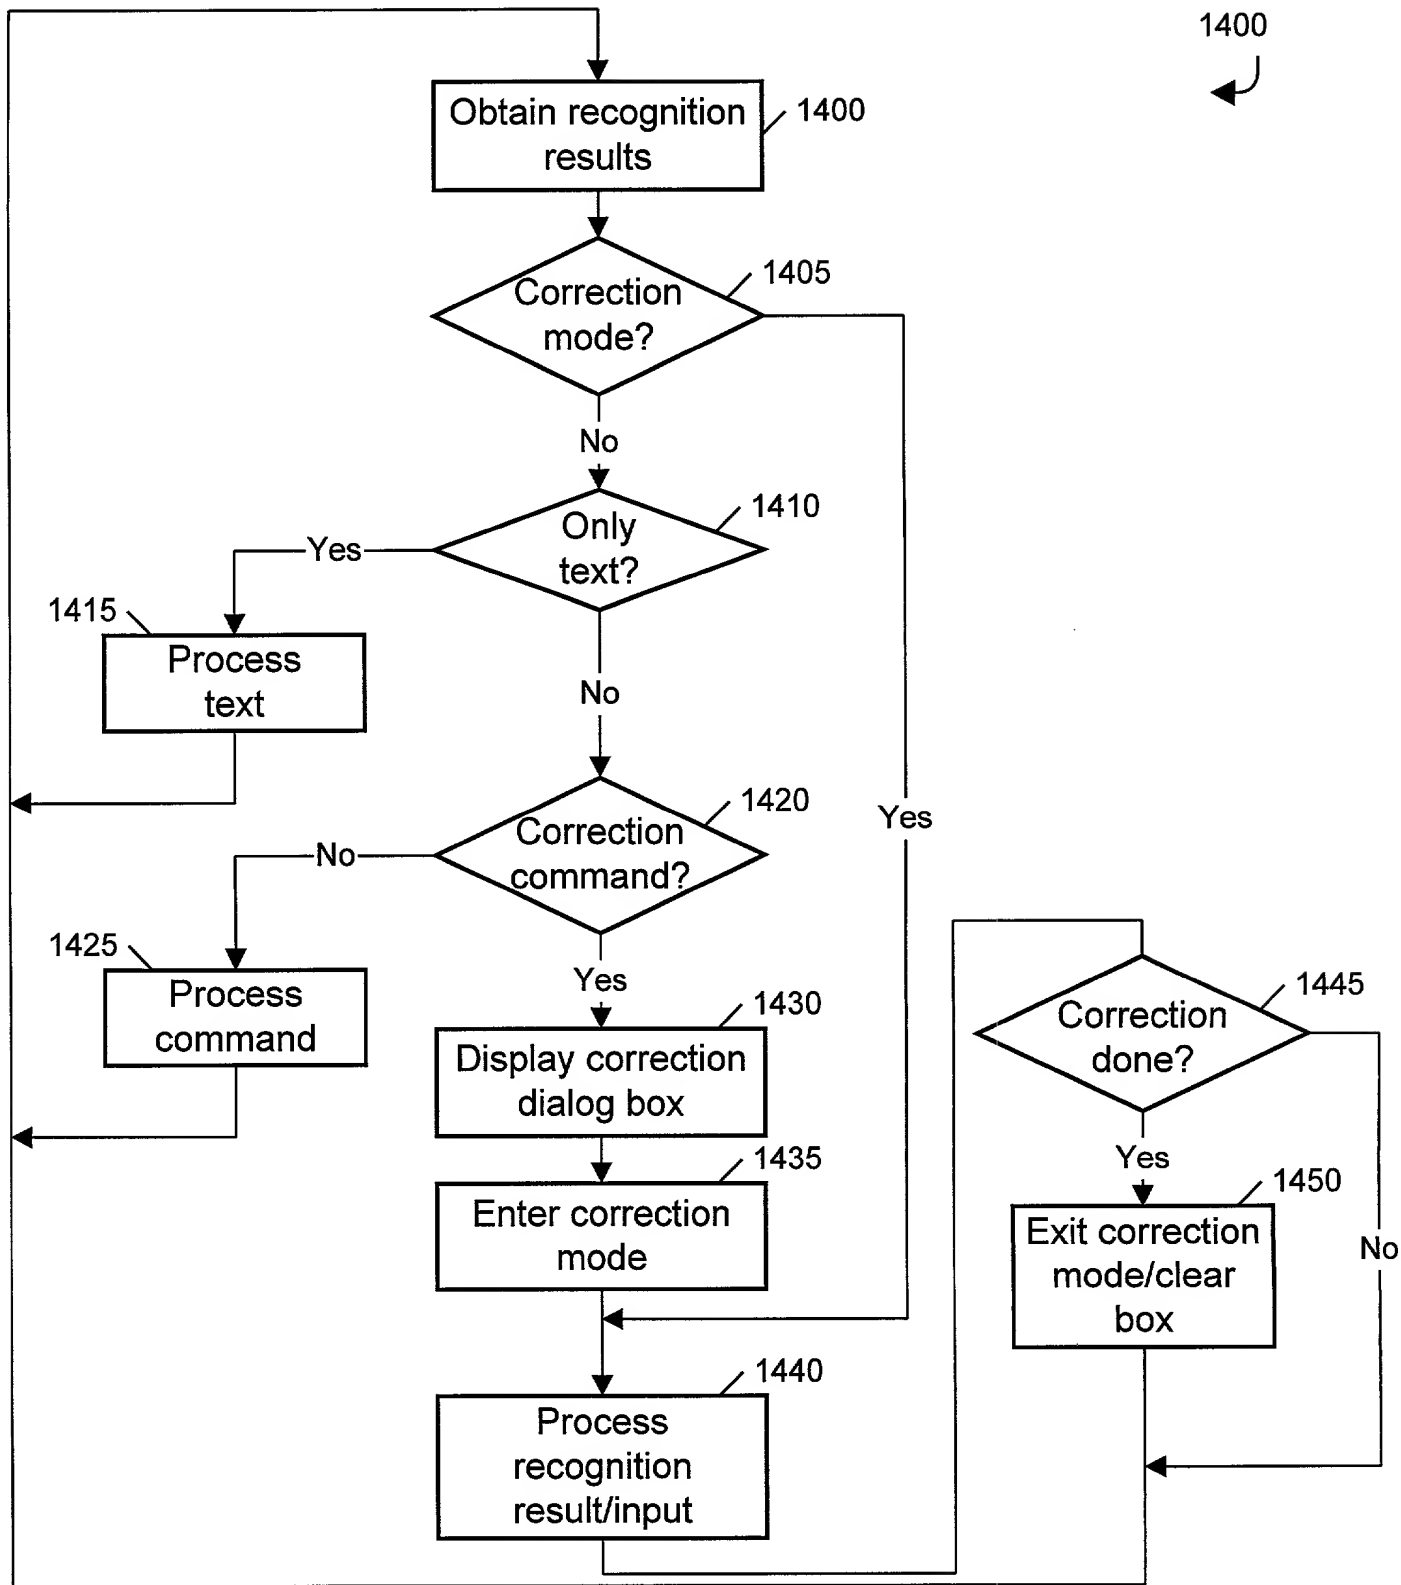 1400
Obtain recognition
results
1400
Correction
mode?
1405
No
Only
text?
1410
Yes
1415
Process
text
No
Correction
command?
1420
Yes
No
1425
Process
command
Yes
1430
Display correction
dialog box
1435
Enter correction
mode
1440
Process
recognition
result/input
Correction
done?
1445
Yes
No
1450
Exit correction
mode/clear
box